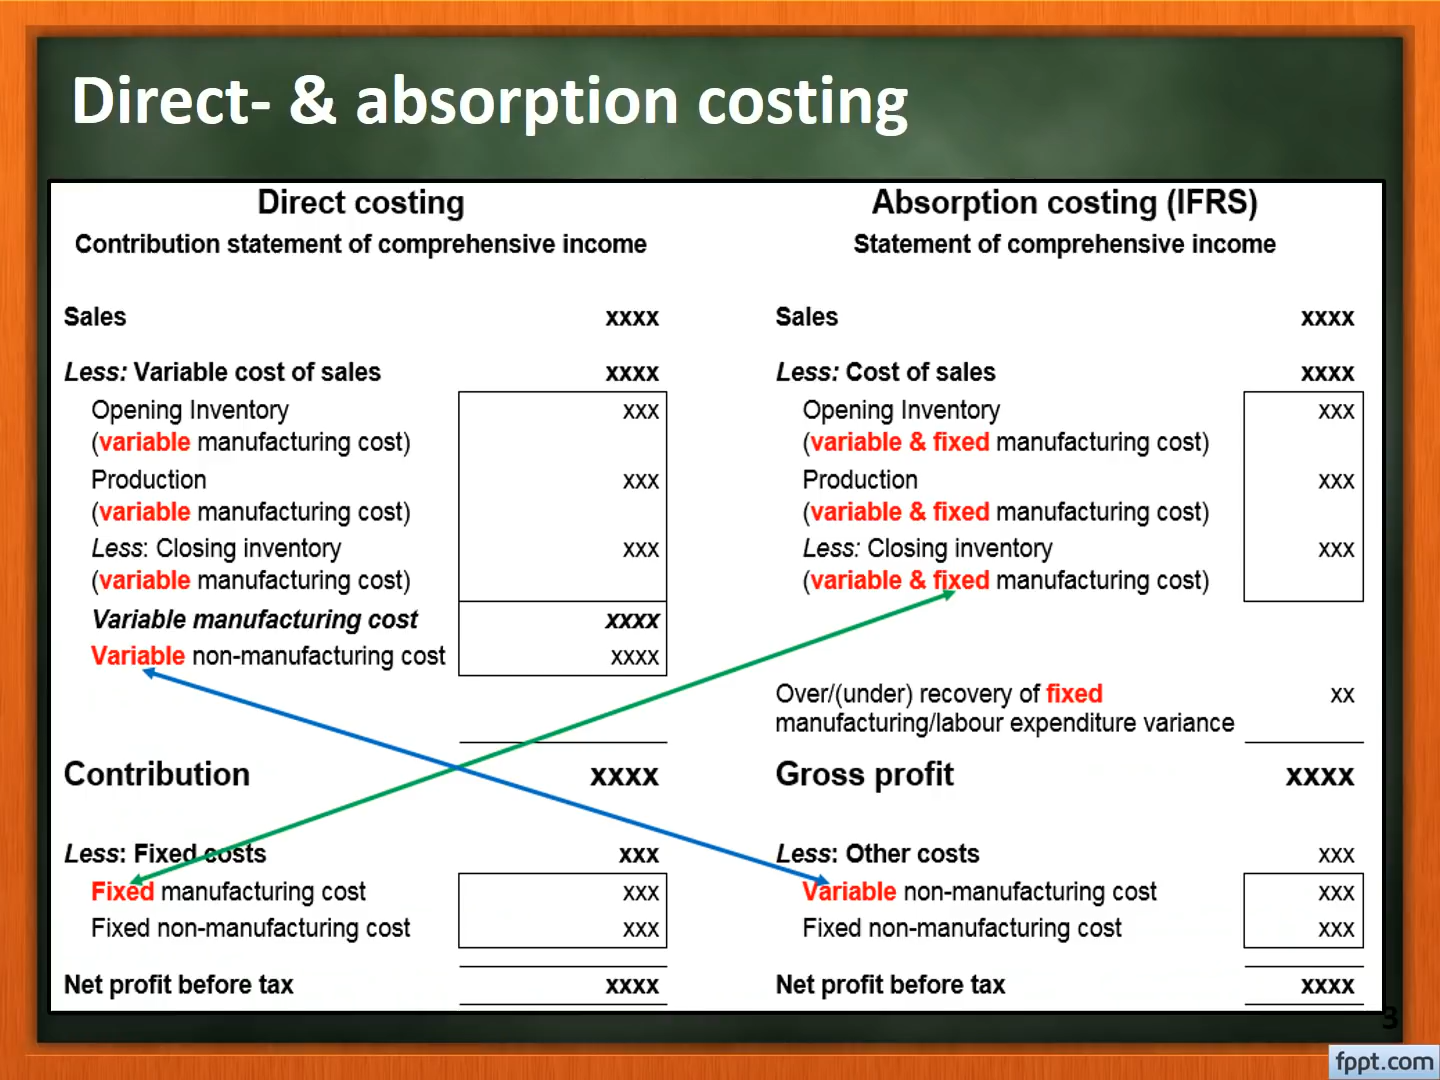 Direct- & absorption costing
Direct costing
Contribution statement of comprehensive income
Sales xxxx
Less: Variable cost of sales xxxx
Opening Inventory xxx
(variable manufacturing cost)
Production xxx
(variable manufacturing cost)
Less: Closing inventory xxx
(variable manufacturing cost)
Variable manufacturing cost xxxx
Variable non-manufacturing cost xxxx
Contribution xxxx
Less: Fixed costs xxx
Fixed manufacturing cost xxx
Fixed non-manufacturing cost xxx
Net profit before tax xxxx
Absorption costing (IFRS)
Statement of comprehensive income
Sales xxxx
Less: Cost of sales xxxx
Opening Inventory xxx
(variable & fixed manufacturing cost)
Production xxx
(variable & fixed manufacturing cost)
Less: Closing inventory xxx
(variable & fixed manufacturing cost)
Over/(under) recovery of fixed xx
manufacturing/labour expenditure variance
Gross profit xxxx
Less: Other costs xxx
Variable non-manufacturing cost xxx
Fixed non-manufacturing cost xxx
Net profit before tax xxxx
3
fppt.com